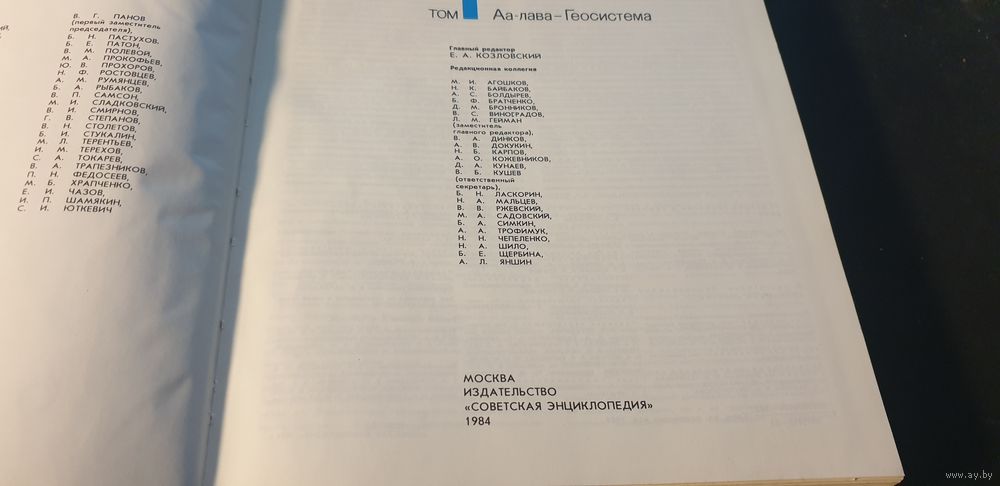 В. Г. ПАНОВ
(первый заместитель
председателя),
Б. Н. ПАСТУХОВ,
Б. Е. ПАТОН,
В. М. ПОЛЕВОЙ,
М. А. ПРОКОФЬЕВ,
Ю. В. ПРОХОРОВ,
Н. Ф. РОСТОВЦЕВ,
А. М. РУМЯНЦЕВ,
Б. А. РЫБАКОВ,
В. П. САМСОН,
М. И. СЛАДКОВСКИЙ,
В. И. СМИРНОВ,
Г. В. СТЕПАНОВ,
В. Н. СТОЛЕТОВ,
Б. И. СТУКАЛИН,
М. Л. ТЕРЕНТЬЕВ,
И. М. ТЕРЕХОВ,
С. А. ТОКАРЕВ,
В. А. ТРАПЕЗНИКОВ,
П. Н. ФЕДОСЕЕВ,
М. Б. ХРАПЧЕНКО,
Е. И. ЧАЗОВ,
И. П. ШАМЯКИН,
С. И. ЮТКЕВИЧ
ТОМ Аа-лава–Геосистема
Главный редактор
Е. А. КОЗЛОВСКИЙ
Редакционная коллегия
М. И. АГОШКОВ,
Н. К. БАЙБАКОВ,
А. С. БОЛДЫРЕВ,
Б. Ф. БРАТЧЕНКО,
Д. М. БРОННИКОВ,
В. С. ВИНОГРАДОВ,
Л. М. ГЕЙМАН
(заместитель
главного редактора),
В. А. ДИНКОВ,
А. В. ДОКУКИН,
Н. Б. КАРПОВ,
А. О. КОЖЕВНИКОВ,
Д. А. КУНАЕВ,
В. Б. КУШЕВ
(ответственный
секретарь),
Б. Н. ЛАСКОРИН,
Н. А. МАЛЬЦЕВ,
В. В. РЖЕВСКИЙ,
М. А. САДОВСКИЙ,
Б. А. СИМКИН,
А. А. ТРОФИМУК,
Н. Н. ЧЕПЕЛЕНКО,
Н. А. ШИЛО,
Б. Е. ЩЕРБИНА,
А. Л. ЯНШИН
МОСКВА
ИЗДАТЕЛЬСТВО
«СОВЕТСКАЯ ЭНЦИКЛОПЕДИЯ»
1984
www.ay.by